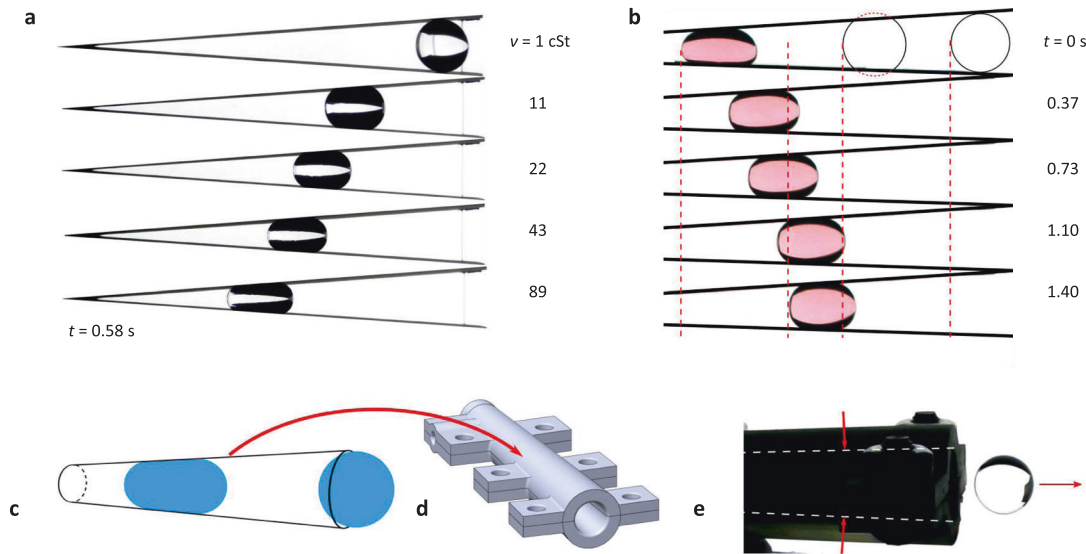 a
ν = 1 cSt
11
22
43
89
t = 0.58 s
b
t = 0 s
0.37
0.73
1.10
1.40
c
d
e